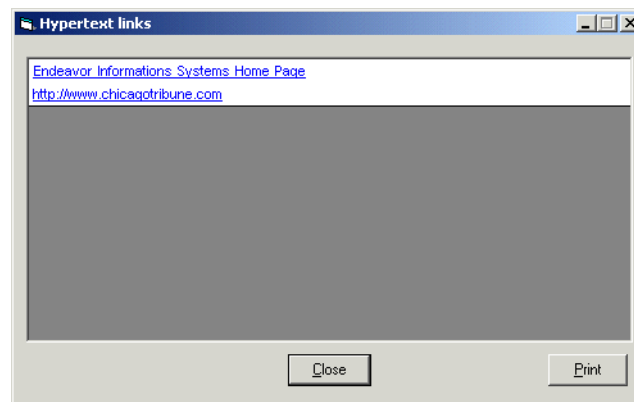 Hypertext links
Endeavor Informations Systems Home Page
http://www.chicagotribune.com
Close
Print